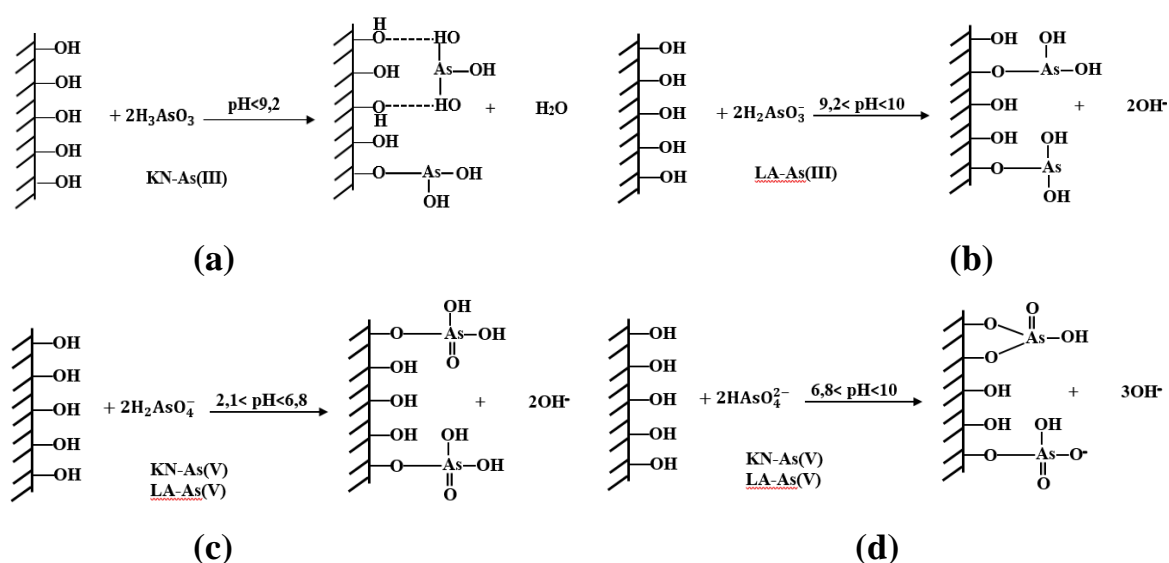 OH
OH
OH
OH
OH
+ 2H₃AsO₃
pH<9,2
KN-As(III)
H
O
HO
OH
As
OH
O
HO
H
OH
O
As
OH
OH
+
H₂O
(a)
OH
OH
OH
OH
OH
+ 2H₂AsO₃⁻
9,2< pH<10
LA-As(III)
OH
OH
O
As
OH
OH
OH
OH
O
As
OH
+
2OH⁻
(b)
OH
OH
OH
OH
OH
+ 2H₂AsO₄⁻
2,1< pH<6,8
KN-As(V)
LA-As(V)
OH
O
As
OH
O
OH
OH
OH
OH
O
As
OH
O
+
2OH⁻
(c)
OH
OH
OH
OH
OH
+ 2HAsO₄²⁻
6,8< pH<10
KN-As(V)
LA-As(V)
O
O
As
OH
O
OH
OH
OH
O
As
O⁻
O
+
3OH⁻
(d)